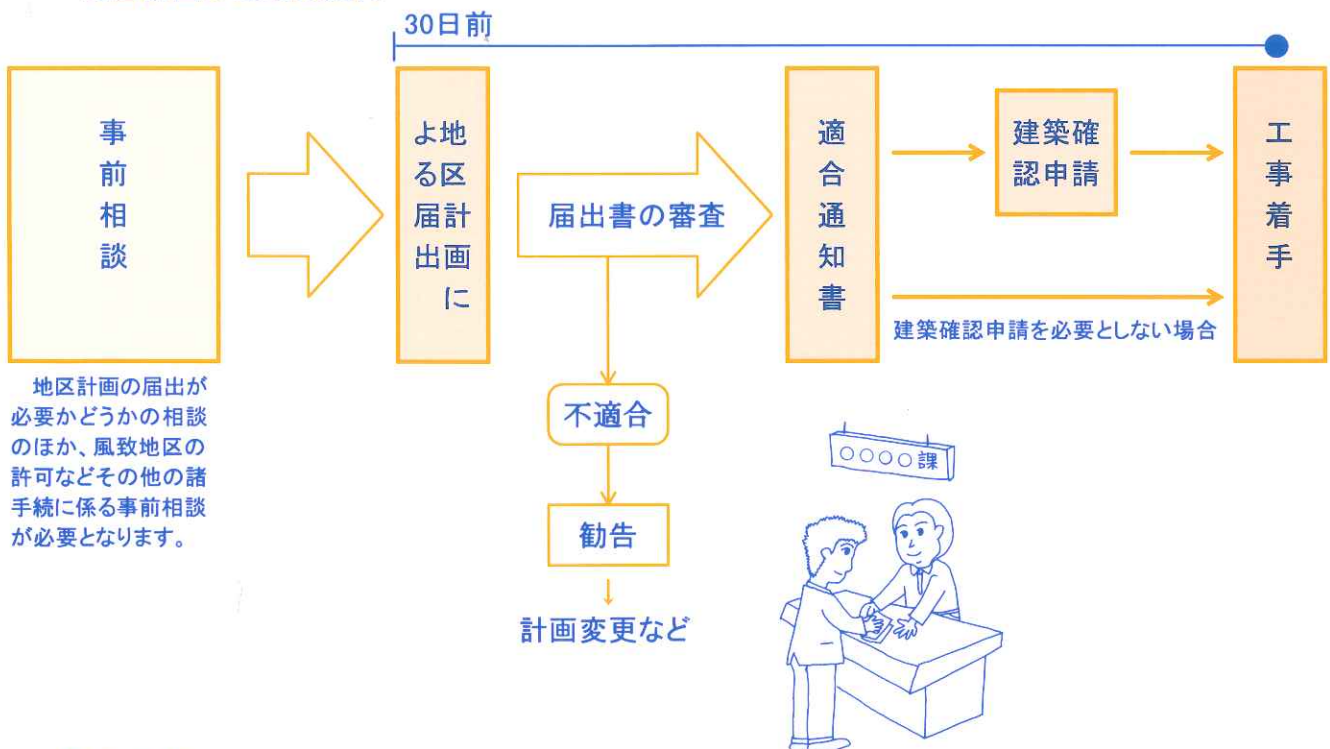 30日前
事前相談
地区計画に
よる届出
届出書の審査
適合通知書
建築確
認申請
工事着手
建築確認申請を必要としない場合
地区計画の届出が
必要かどうかの相談
のほか、風致地区の
許可などその他の諸
手続に係る事前相談
が必要となります。
不適合
勧告
計画変更など
○○○○課